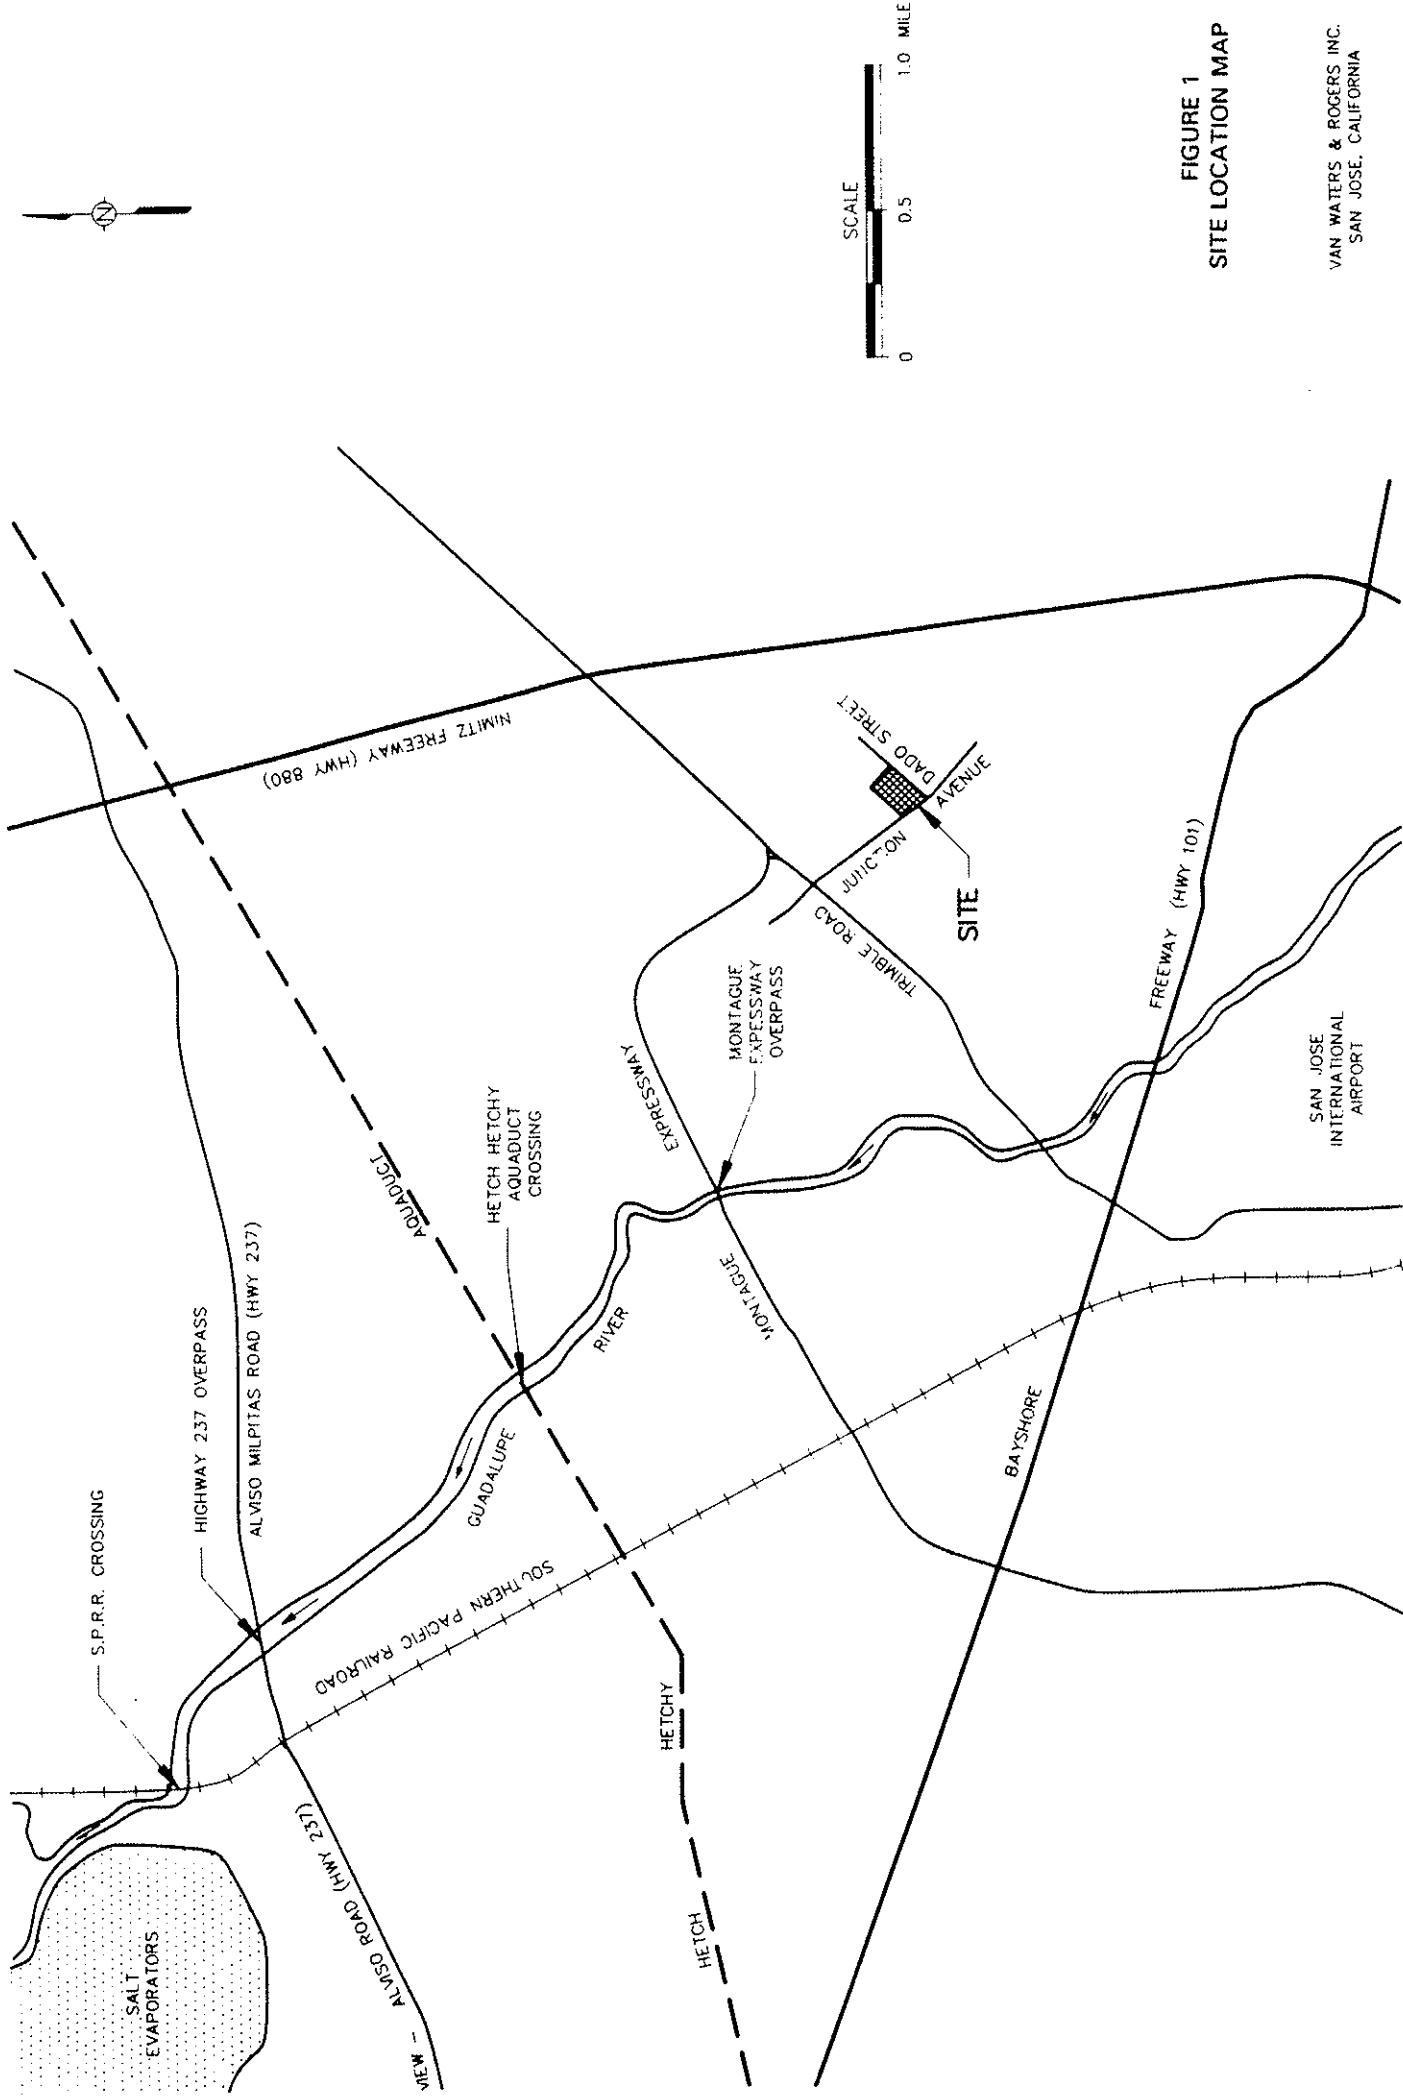 S.P.R.R. CROSSING
HIGHWAY 237 OVERPASS
ALVISO MILPITAS ROAD (HWY 237)
SALT
EVAPORATORS
VIEW - ALVISO ROAD (HWY 237)
SOUTHERN PACIFIC RAILROAD
GUADALUPE
RIVER
HETCH HETCHY
AQUADUCT
CROSSING
AQUADUCT
HETCH
HETCHY
NIMITZ FREEWAY (HWY 880)
EXPRESSWAY
MONTAGUE
MONTAGUE
EXPESSWAY
OVERPASS
TRIMBLE ROAD
JUNCTION
AVENUE
DADO STREET
SITE
BAYSHORE
FREEWAY (HWY 101)
SAN JOSE
INTERNATIONAL
AIRPORT
N
SCALE
0 0.5 1.0 MILE
FIGURE 1
SITE LOCATION MAP
VAN WATERS & ROGERS INC.
SAN JOSE, CALIFORNIA